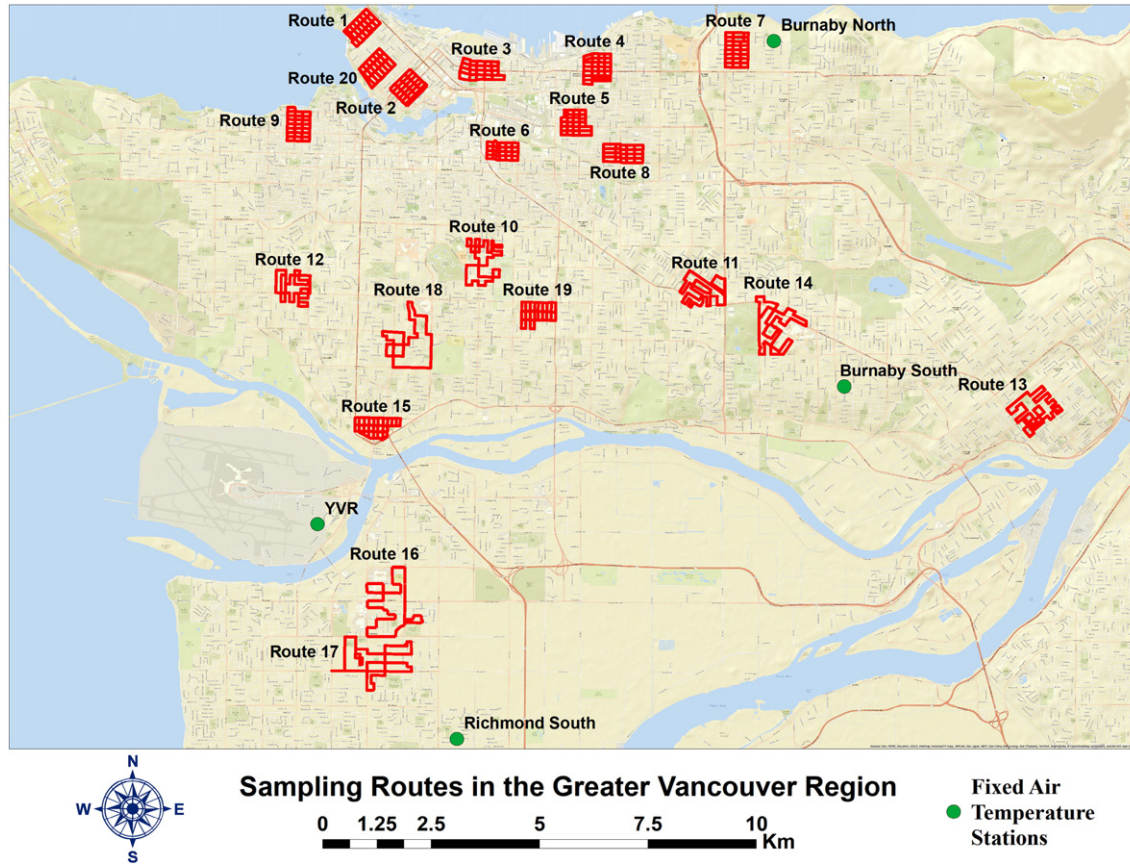 Route 1
Route 7
Burnaby North
Route 3
Route 4
Route 20
Route 2
Route 5
Route 9
Route 6
Route 8
Route 10
Route 12
Route 11
Route 18
Route 19
Route 14
Burnaby South
Route 13
Route 15
YVR
Route 16
Route 17
Richmond South
N
W
E
S
Sampling Routes in the Greater Vancouver Region
0 1.25 2.5 5 7.5 10
Km
Fixed Air
Temperature
Stations